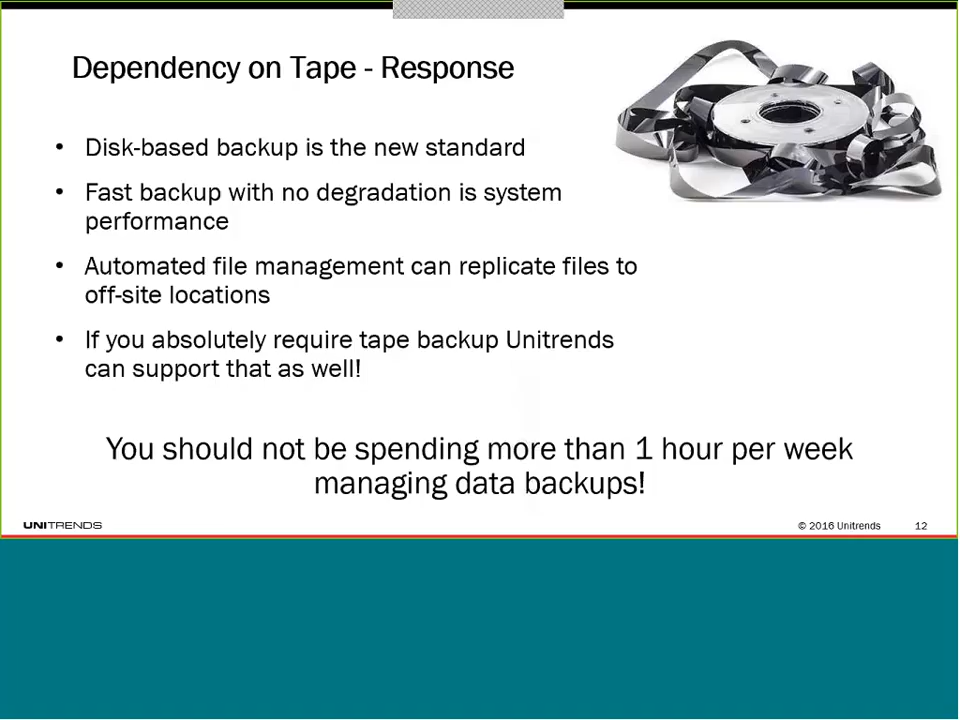 Dependency on Tape - Response
• Disk-based backup is the new standard
• Fast backup with no degradation is system
performance
• Automated file management can replicate files to
off-site locations
• If you absolutely require tape backup Unitrends
can support that as well!
You should not be spending more than 1 hour per week
managing data backups!
UNITRENDS © 2016 Unitrends 12